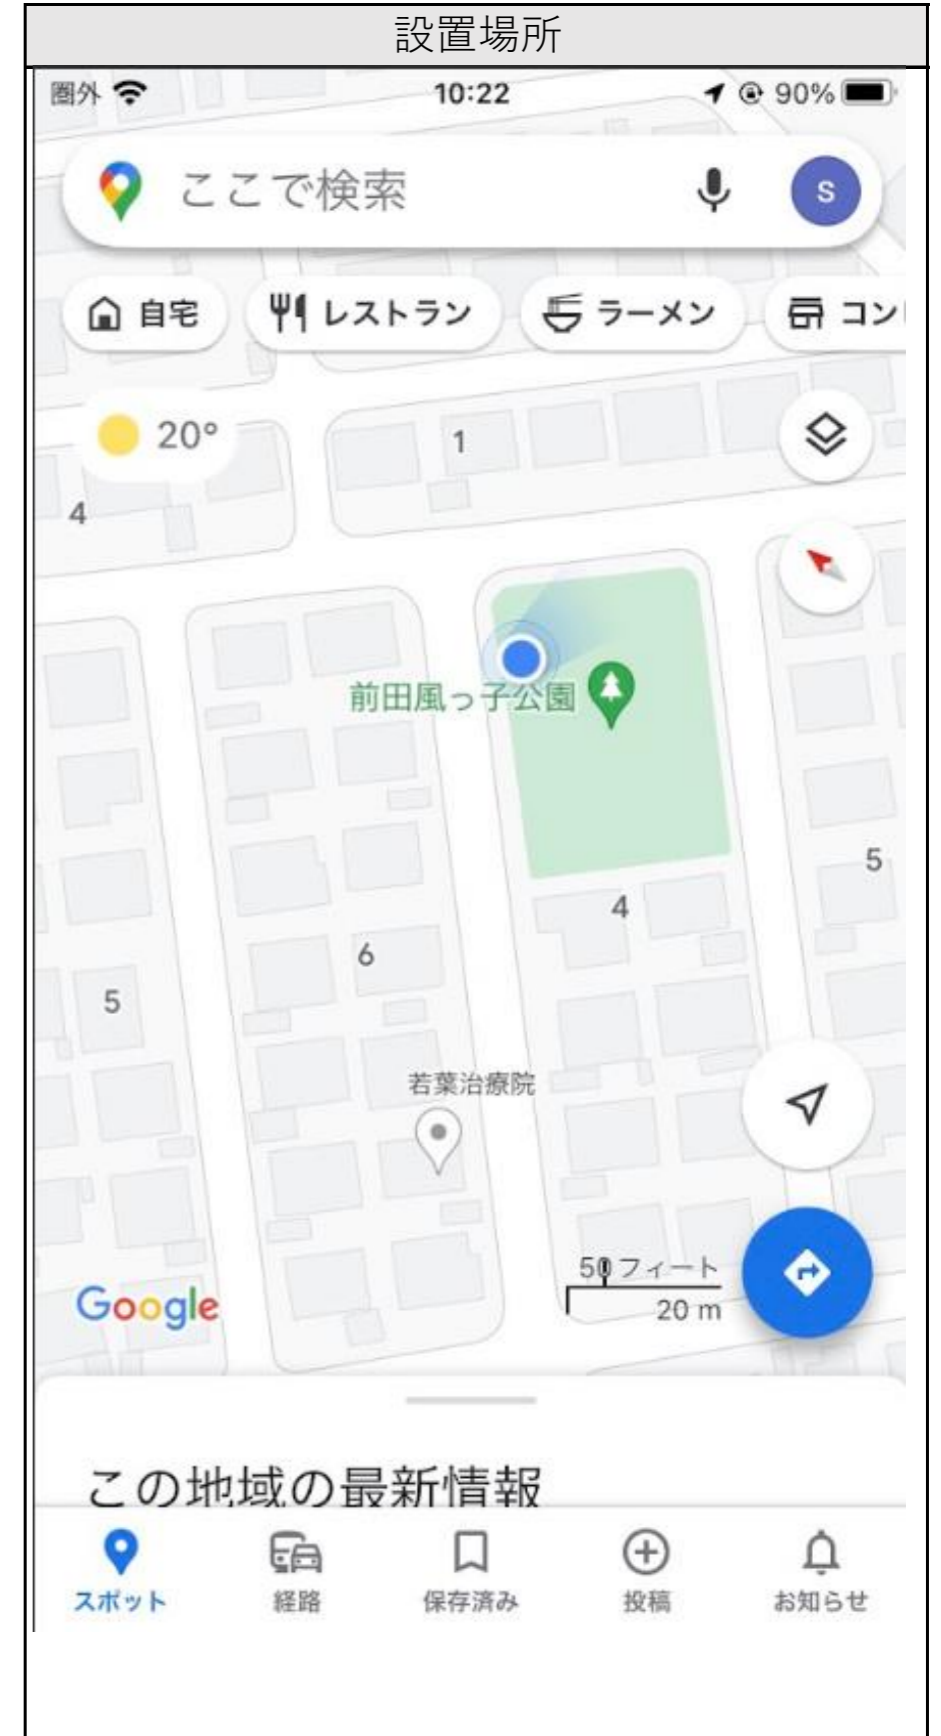 設置場所
圏外 10:22 90%
ここで検索 S
自宅 レストラン ラーメン コン
20°
1
4
前田風っ子公園
5
4
6
5
若葉治療院
50フィート
20 m
Google
この地域の最新情報
スポット 経路 保存済み 投稿 お知らせ